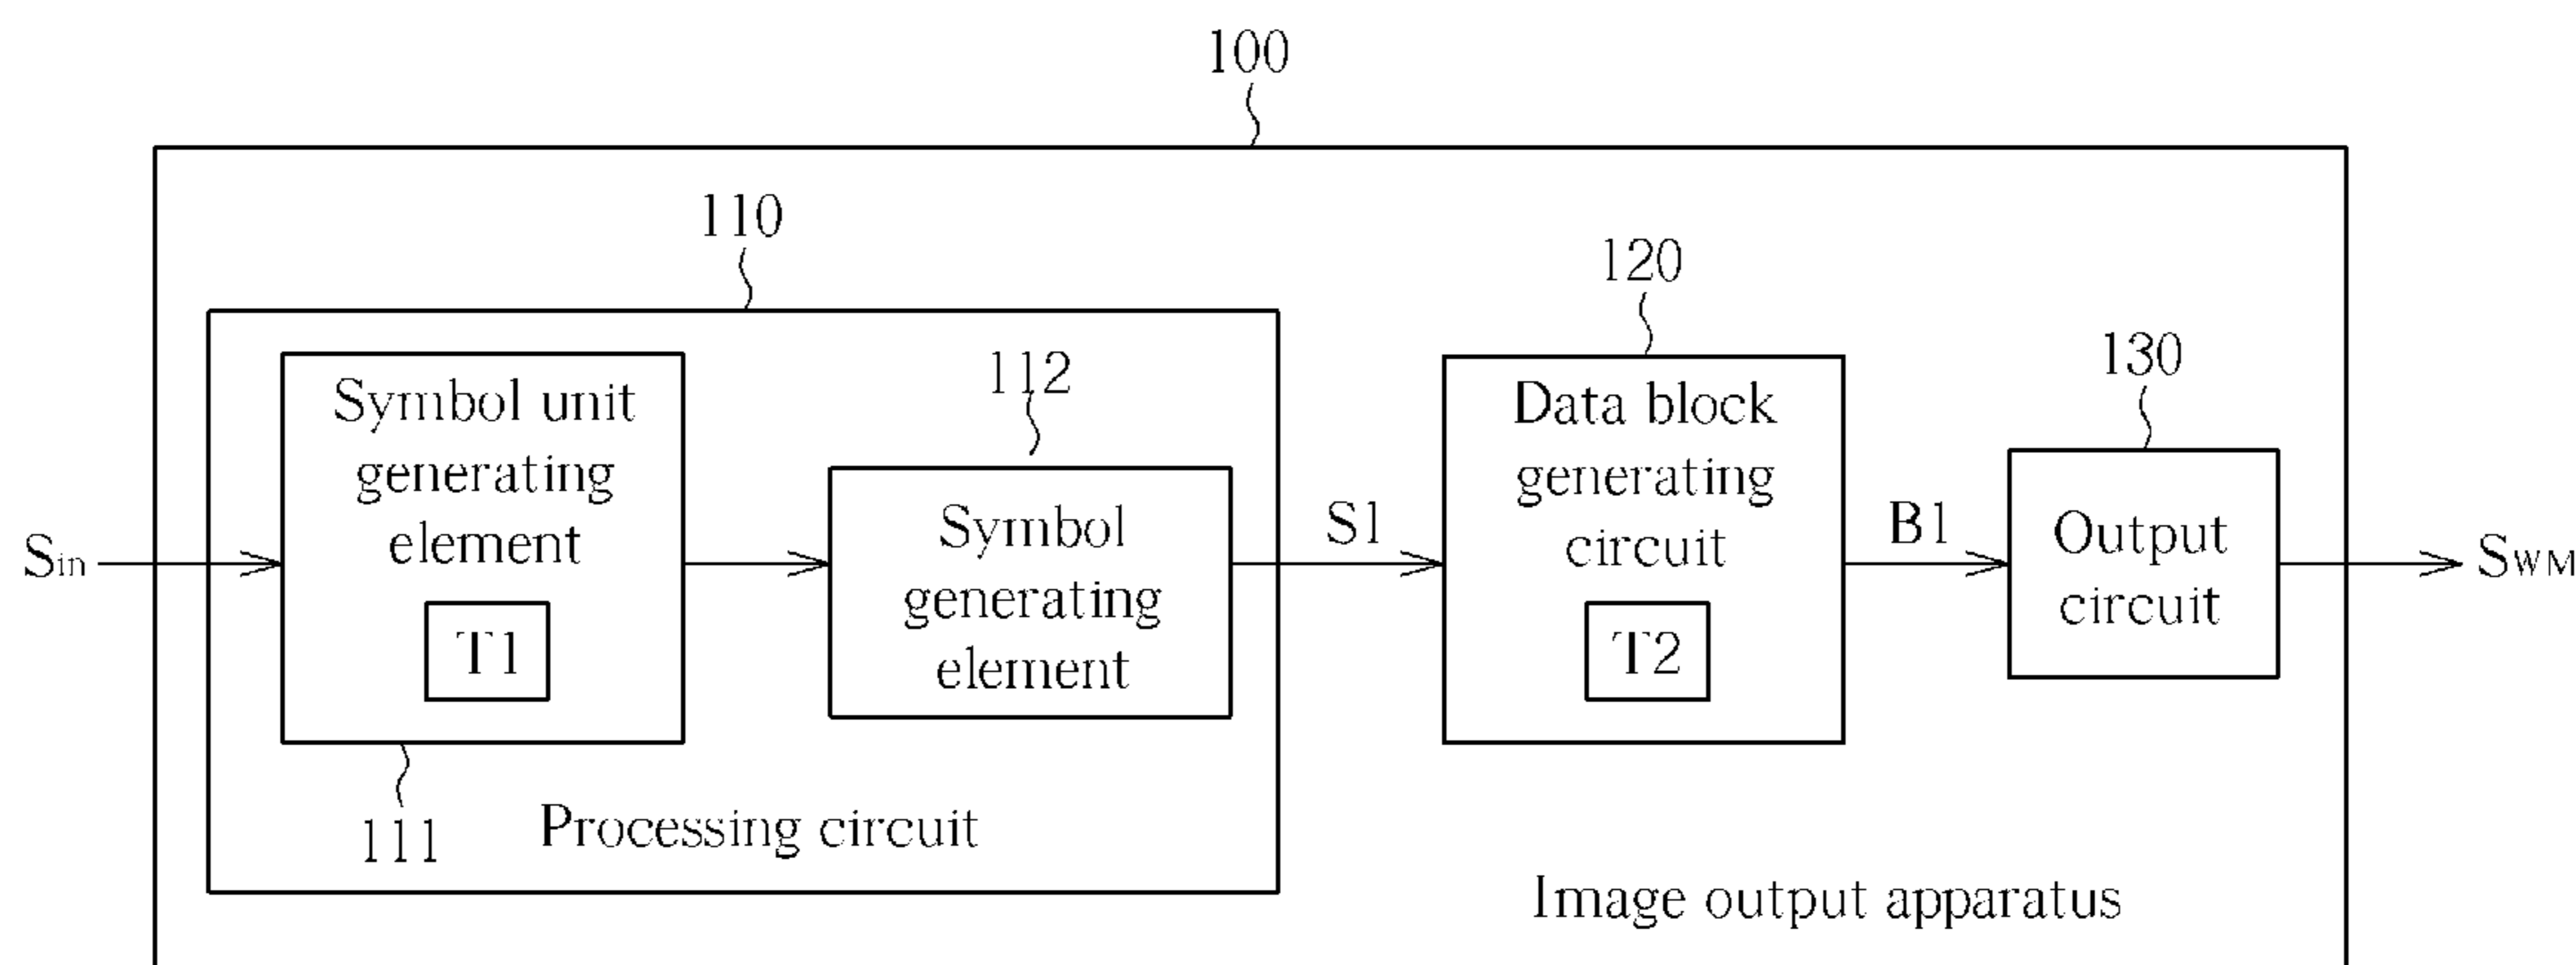 100
110
120
130
Symbol unit
generating
element
T1
112
Symbol
generating
element
Data block
generating
circuit
T2
Output
circuit
Sin
S1
B1
SWM
111
Processing circuit
Image output apparatus